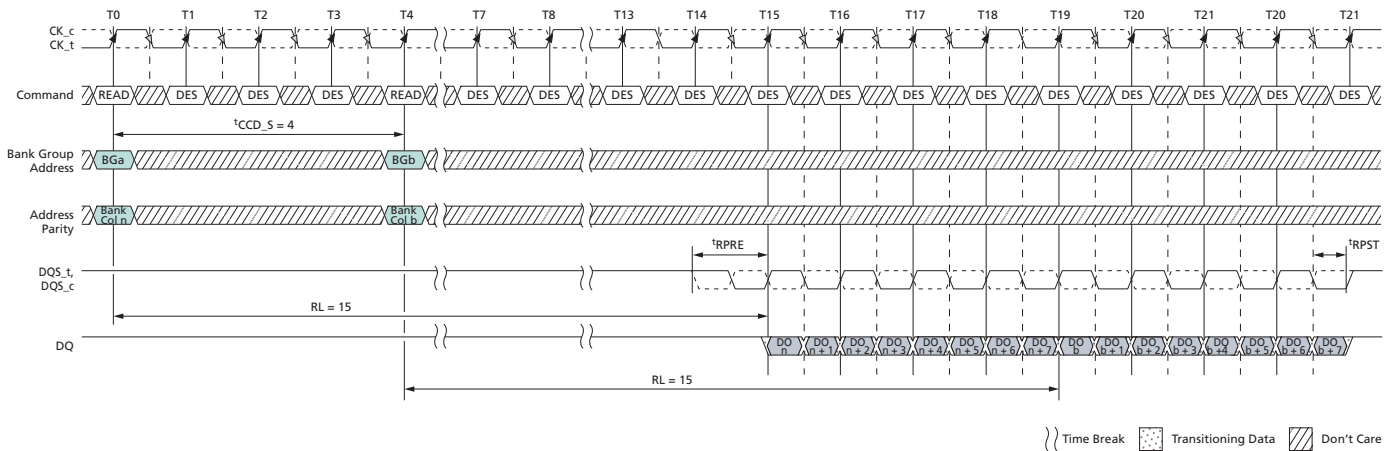 T0 T1 T2 T3 T4 T7 T8 T13 T14 T15 T16 T17 T18 T19 T20 T21 T20 T21
CK_c
CK_t
Command READ DES DES DES READ DES DES DES DES DES DES DES DES DES DES DES DES DES
tCCD_S = 4
Bank Group
Address
BGa BGb
Address
Parity
Bank
Col n
Bank
Col b
tRPRE tRPST
DQS_t,
DQS_c
RL = 15
DQ
DO
n
DO
n + 1
DO
n + 2
DO
n + 3
DO
n + 4
DO
n + 5
DO
n + 6
DO
n + 7
DO
b
DO
b + 1
DO
b + 2
DO
b + 3
DO
b + 4
DO
b + 5
DO
b + 6
DO
b + 7
RL = 15
Time Break Transitioning Data Don't Care